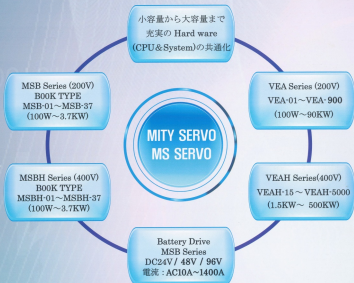 小容量から大容量まで
充実の Hard ware
(CPU＆System)の共通化
MSB Series (200V)
B00K TYPE
MSB-01～MSB-37
(100W～3.7KW)
VEA Series (200V)
VEA-01～VEA-900
(100W～90KW)
MITY SERVO
MS SERVO
MSBH Series (400V)
B00K TYPE
MSBH-01～MSBH-37
(100W～3.7KW)
VEAH Series(400V)
VEAH-15～VEAH-5000
(1.5KW～ 500KW)
Battery Drive
MSB Series
DC24V / 48V / 96V
電流：AC10A~1400A